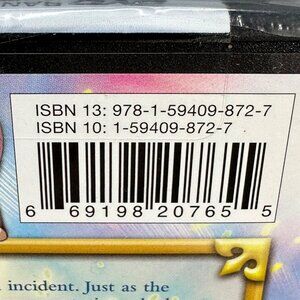 ISBN 13: 978-1-59409-872-7
ISBN 10: 1-59409-872-7
6 69198 20765 5
incident. Just as the